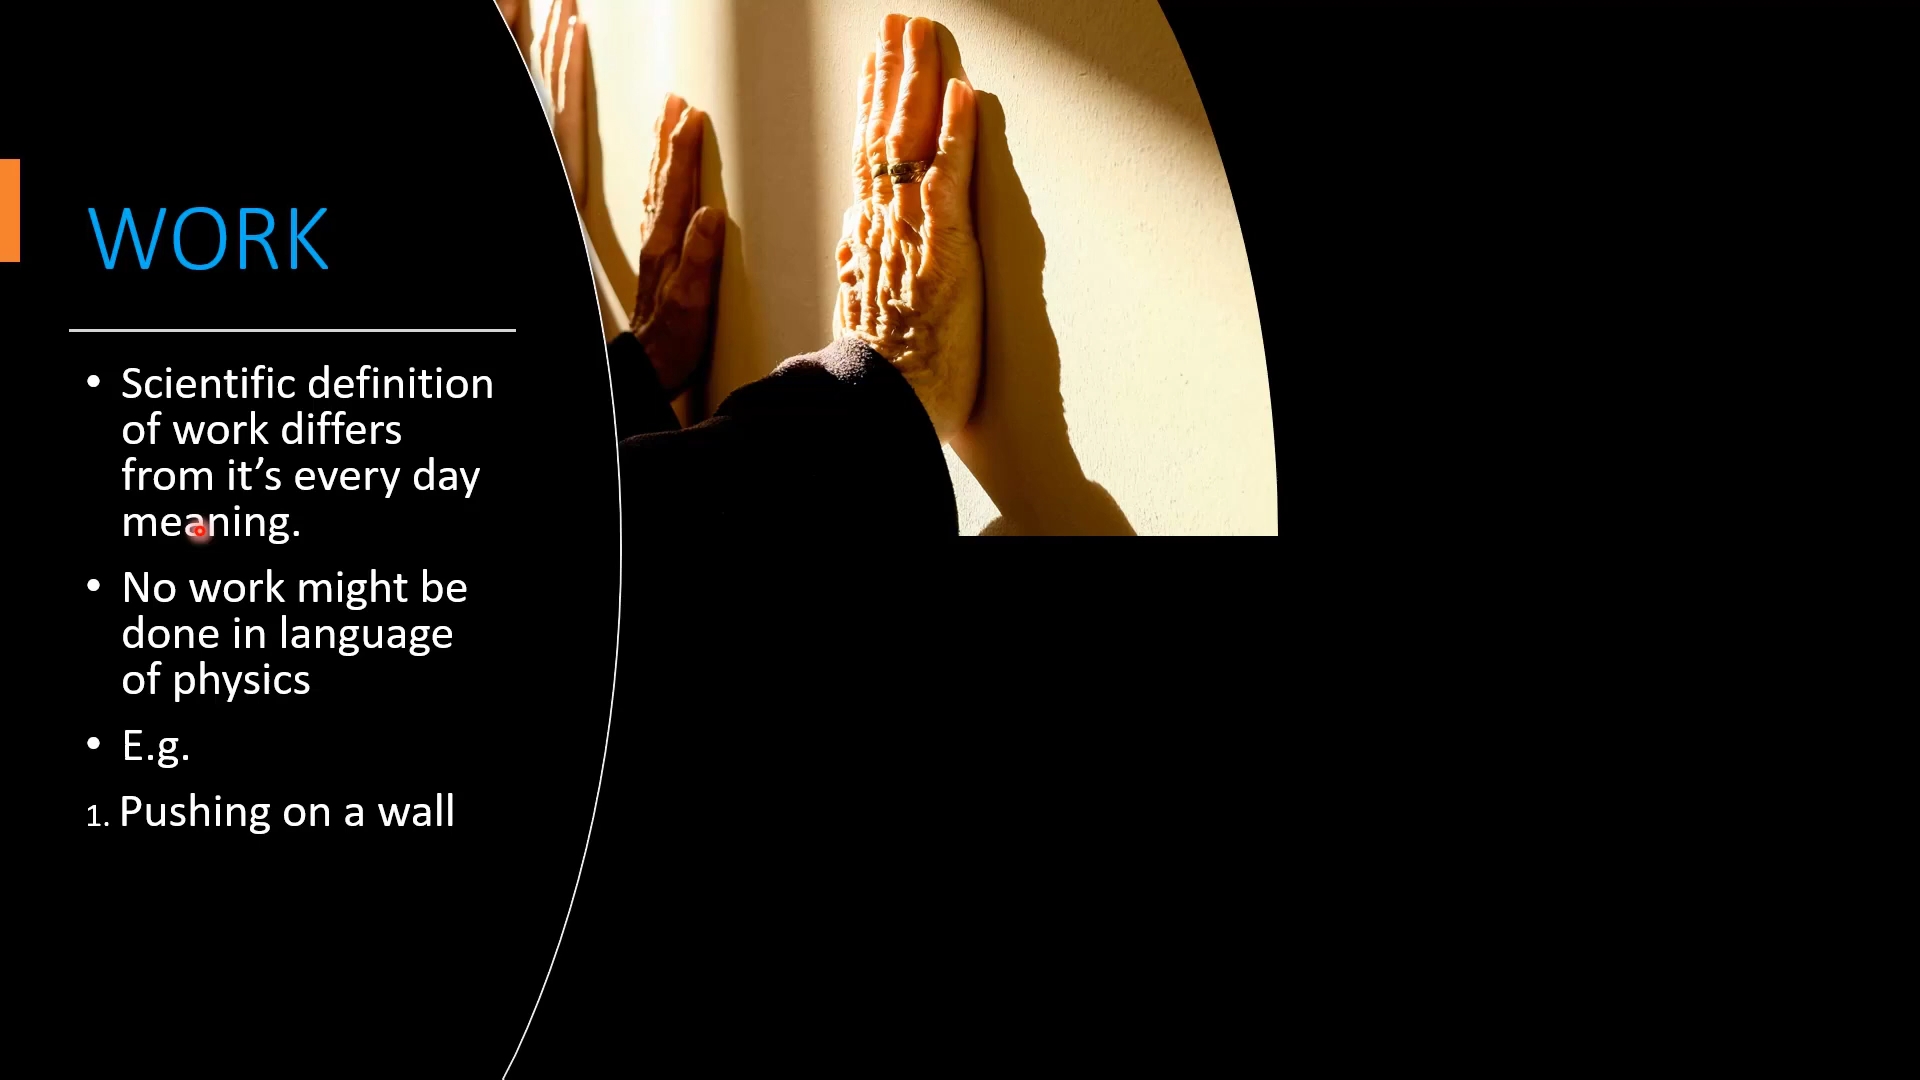 WORK
• Scientific definition
of work differs
from it’s every day
meaning.
• No work might be
done in language
of physics
• E.g.
1. Pushing on a wall